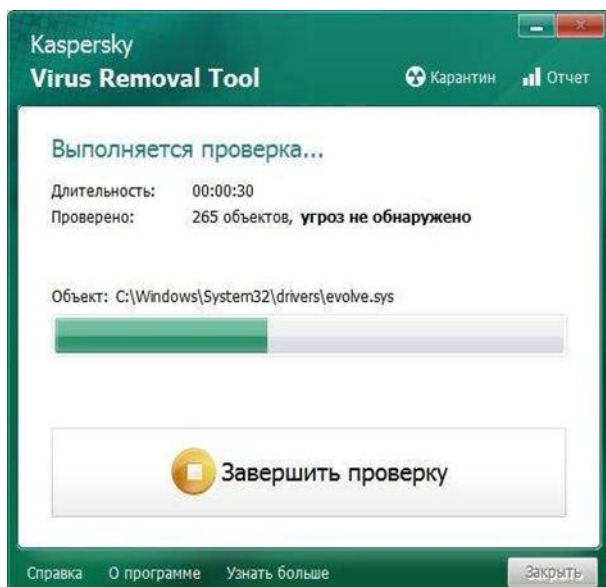 Kaspersky
Virus Removal Tool
Карантин
Отчет
Выполняется проверка...
Длительность: 00:00:30
Проверено: 265 объектов, угроз не обнаружено
Объект: C:\Windows\System32\drivers\evolve.sys
Завершить проверку
Справка О программе Узнать больше Закрыть